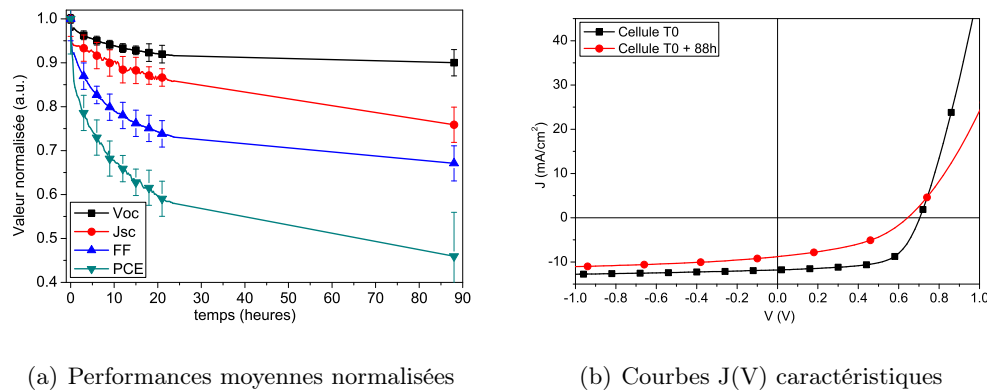 Valeur normalisée (a.u.)
1.0
0.9
0.8
0.7
0.6
0.5
0.4
Voc
Jsc
FF
PCE
0 10 20 30 40 50 60 70 80 90
temps (heures)
(a) Performances moyennes normalisées
J (mA/cm²)
40
30
20
10
0
-10
-20
Cellule T0
Cellule T0 + 88h
-1.0 -0.8 -0.6 -0.4 -0.2 0.0 0.2 0.4 0.6 0.8 1.0
V (V)
(b) Courbes J(V) caractéristiques